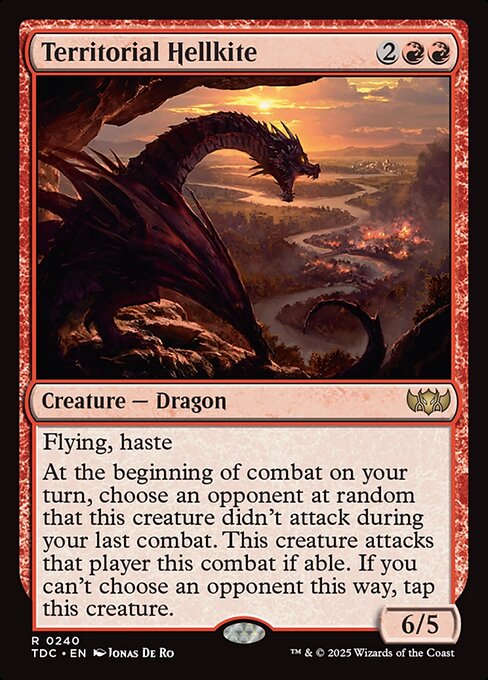 Territorial Hellkite 2
Creature — Dragon
Flying, haste
At the beginning of combat on your
turn, choose an opponent at random
that this creature didn't attack during
your last combat. This creature attacks
that player this combat if able. If you
can't choose an opponent this way, tap
this creature.
6/5
R 0240
TDC • EN Jonas De Ro
™ & © 2025 Wizards of the Coast